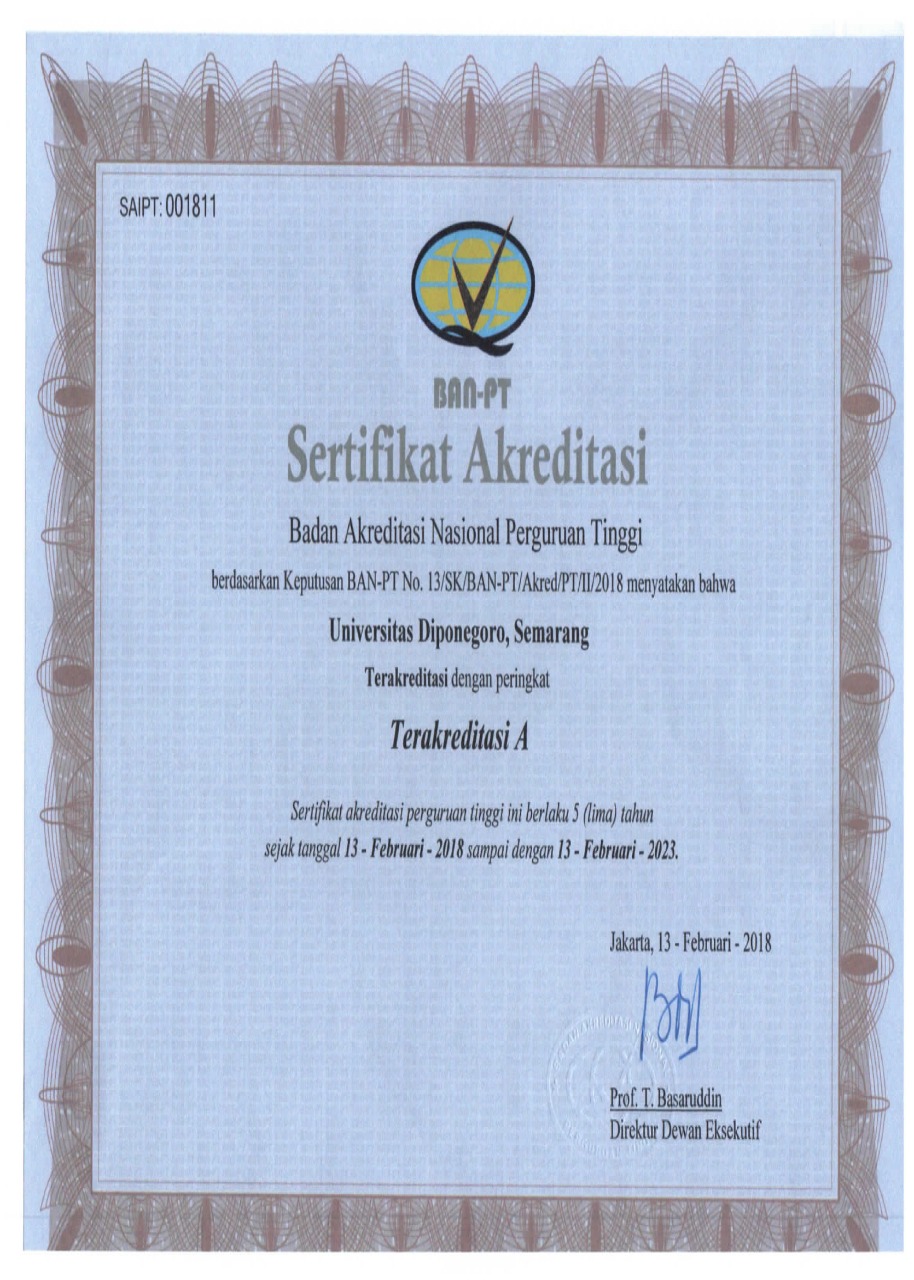 SAIPT: 001811
BAN-PT
Sertifikat Akreditasi
Badan Akreditasi Nasional Perguruan Tinggi
berdasarkan Keputusan BAN-PT No. 13/SK/BAN-PT/Akred/PT/II/2018 menyatakan bahwa
Universitas Diponegoro, Semarang
Terakreditasi dengan peringkat
Terakreditasi A
Sertifikat akreditasi perguruan tinggi ini berlaku 5 (lima) tahun
sejak tanggal 13 - Februari - 2018 sampai dengan 13 - Februari - 2023.
Jakarta, 13 - Februari - 2018
Prof. T. Basaruddin
Direktur Dewan Eksekutif